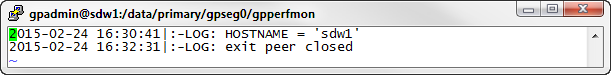 gpadmin@sdw1:/data/primary/gpseg0/gpperfmon
2015-02-24 16:30:41|:-LOG: HOSTNAME = 'sdw1'
2015-02-24 16:32:31|:-LOG: exit peer closed
~